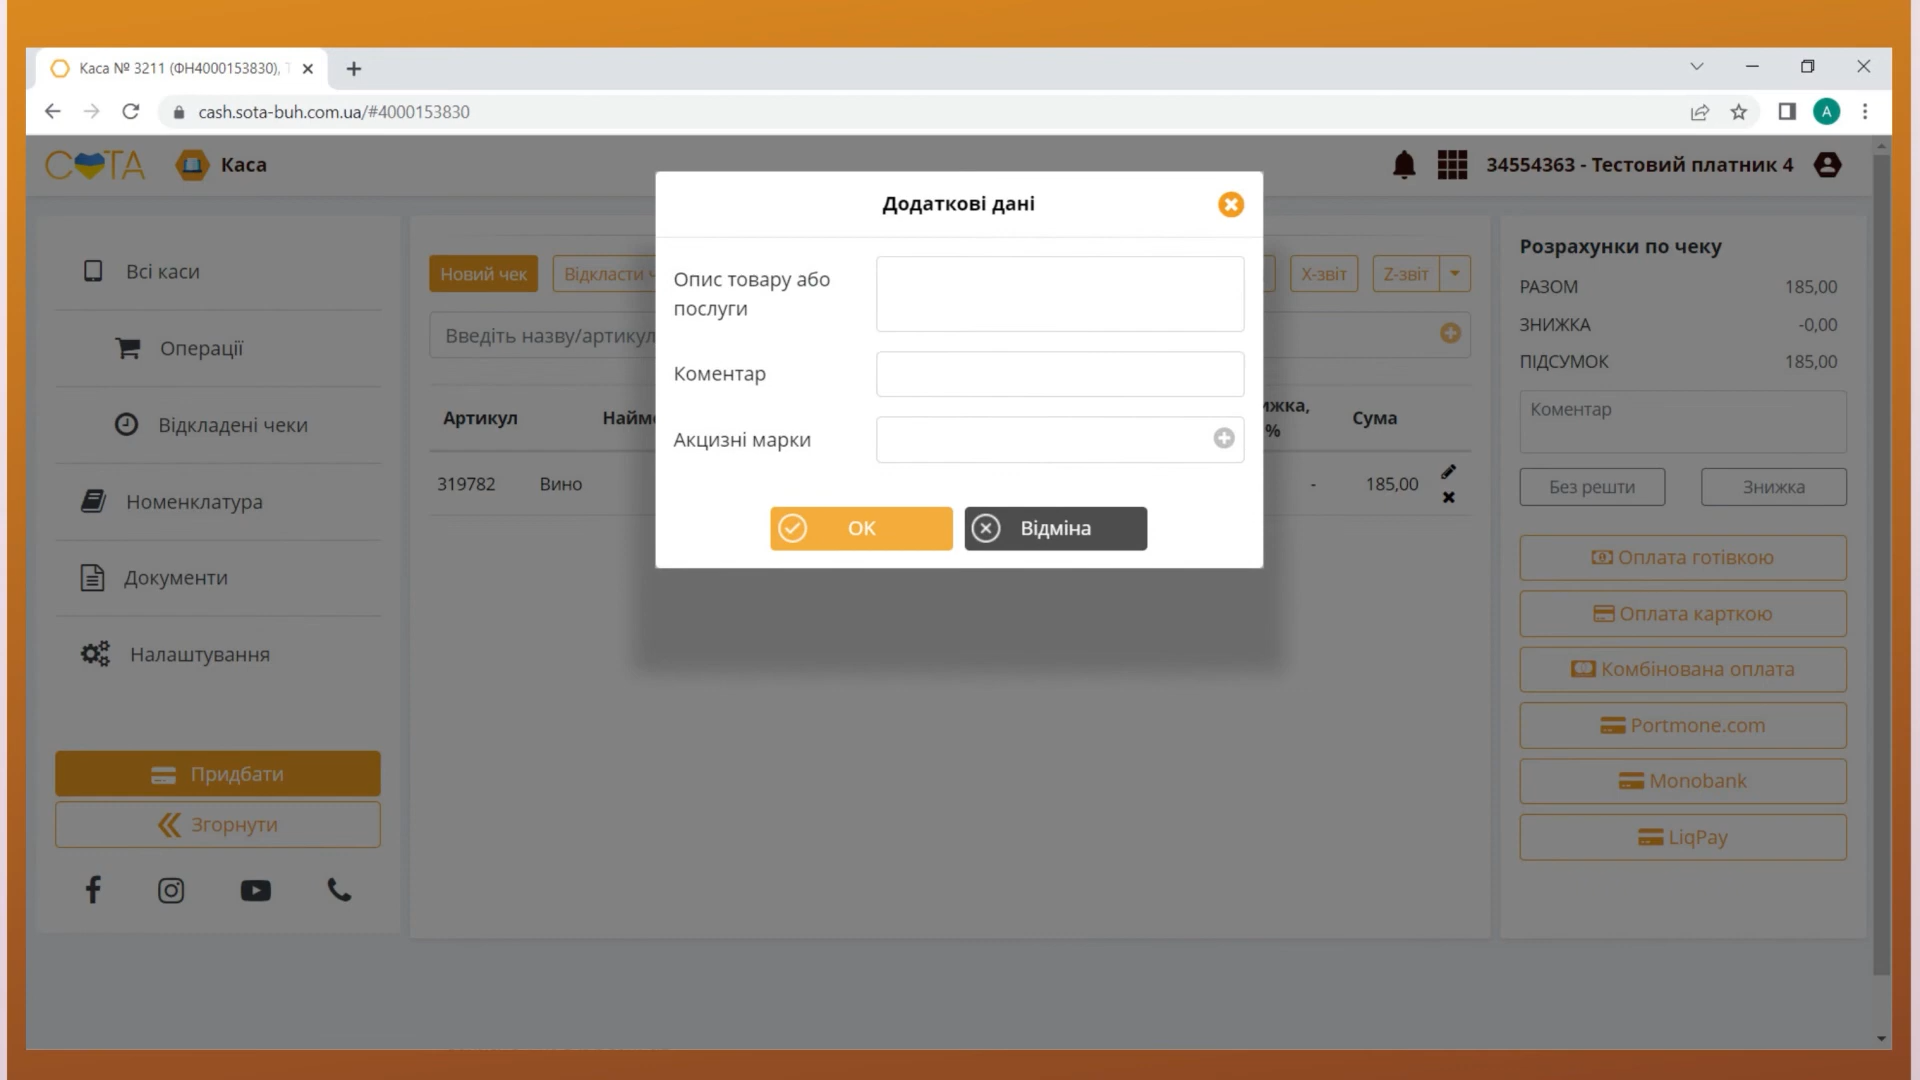 Каса № 3211 (ФН4000153830),
cash.sota-buh.com.ua/#4000153830
A
СОТА
Каса
34554363 - Тестовий платник 4
Всі каси
Операції
Відкладені чеки
Номенклатура
Документи
Налаштування
Придбати
Згорнути
Новий чек
Відкласти
X-звіт
Z-звіт
Введіть назву/артикул
Артикул
%
Сума
319782
Вино
-
185,00
Додаткові дані
Опис товару або
послуги
Коментар
Акцизні марки
ОК
Відміна
Розрахунки по чеку
РАЗОМ
185,00
ЗНИЖКА
-0,00
ПІДСУМОК
185,00
Коментар
Без решти
Знижка
Оплата готівкою
Оплата карткою
Комбінована оплата
Portmone.com
Monobank
LiqPay